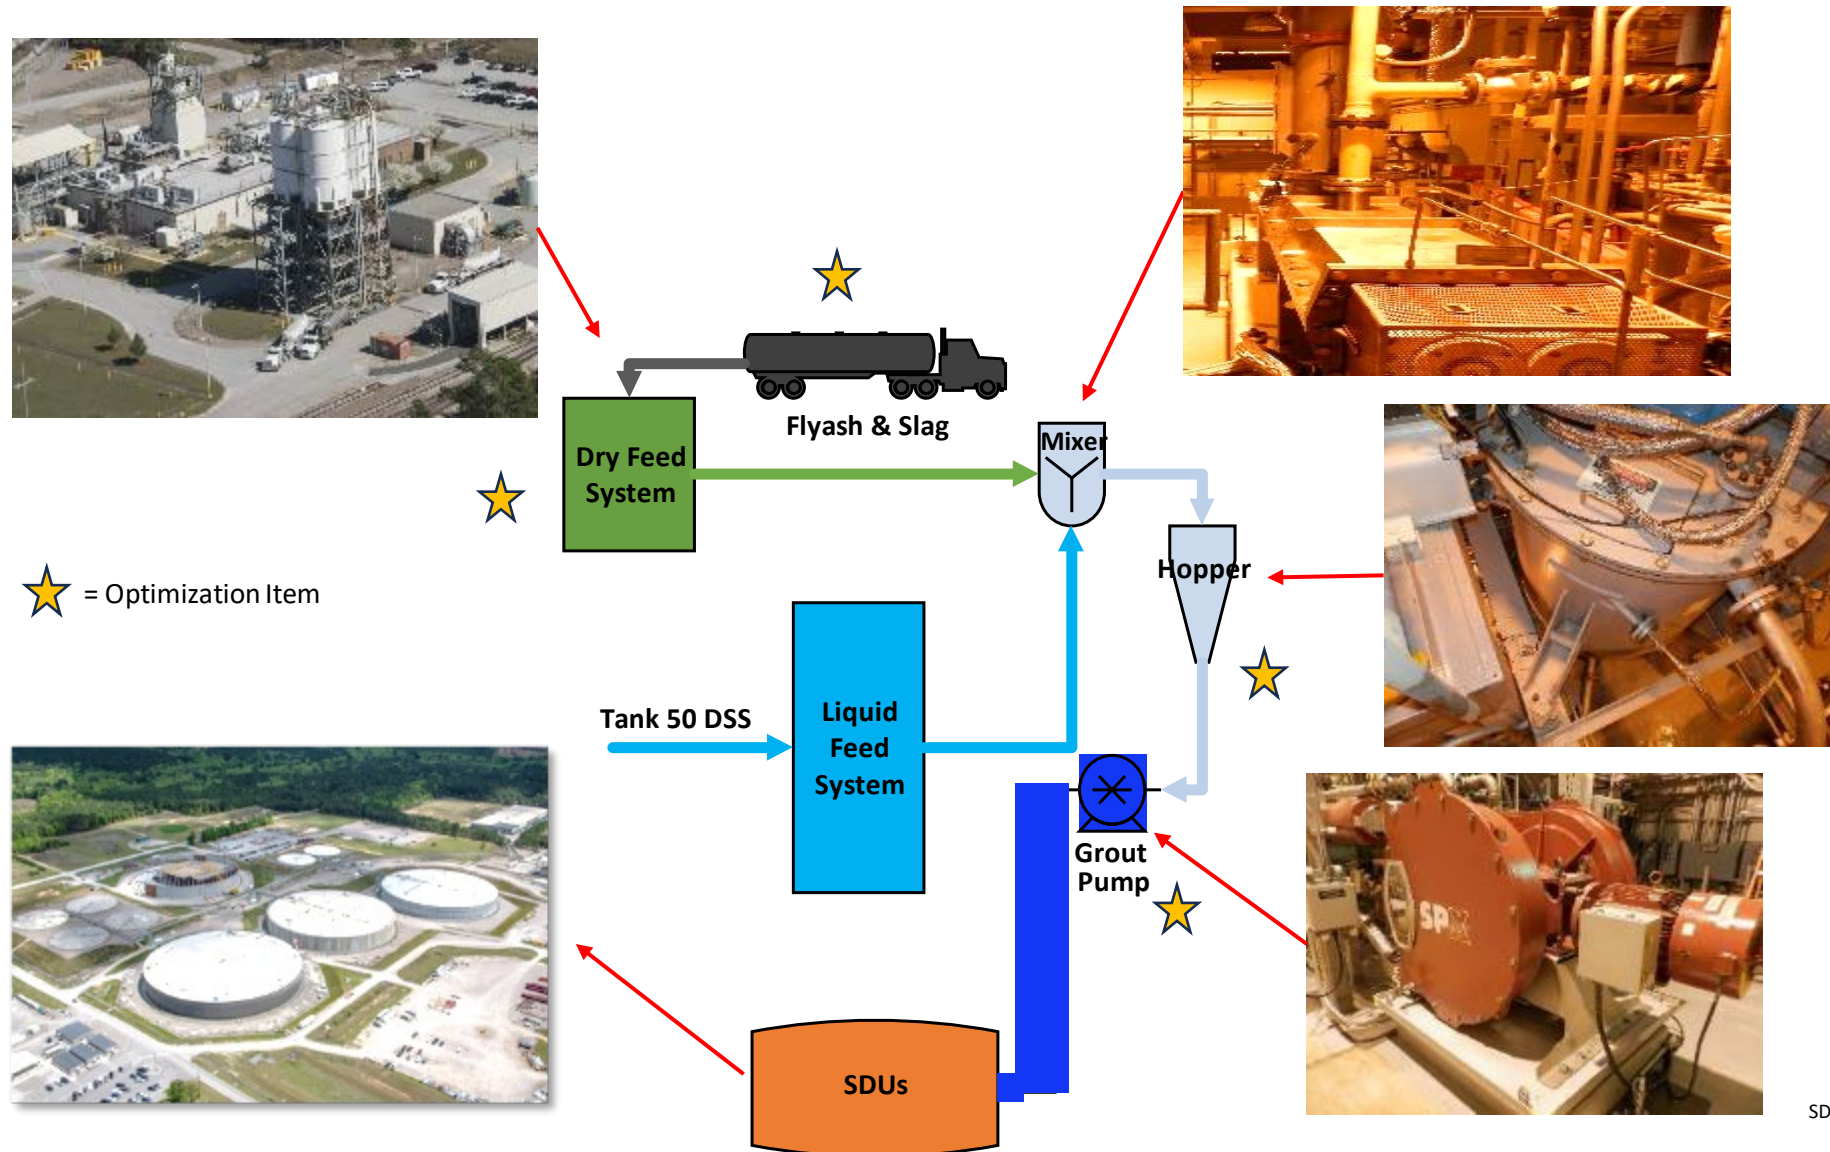 Flyash & Slag
Mixer
Dry Feed
System
Hopper
= Optimization Item
Tank 50 DSS
Liquid
Feed
System
Grout
Pump
SPX
SDUs
SD